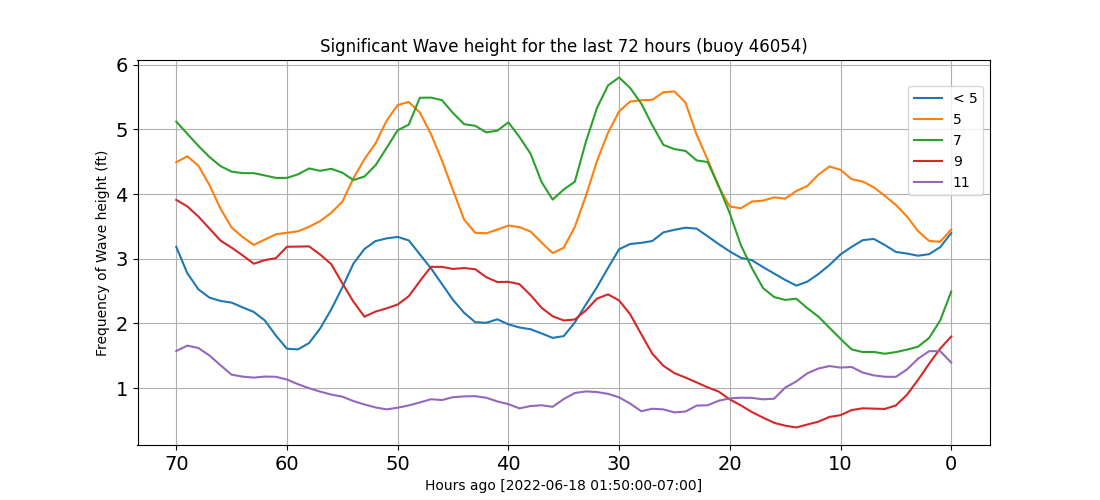 Significant Wave height for the last 72 hours (buoy 46054)
Frequency of Wave height (ft)
6
5
4
3
2
1
< 5
5
7
9
11
70 60 50 40 30 20 10 0
Hours ago [2022-06-18 01:50:00-07:00]